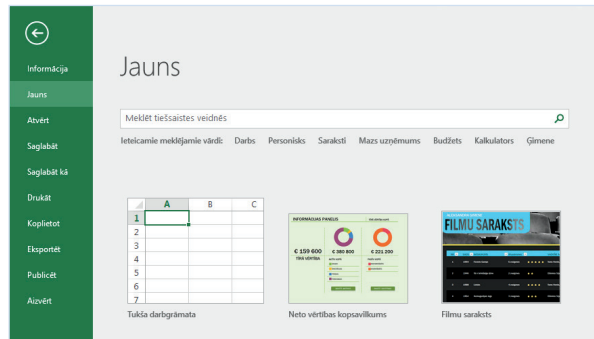 Informācija
Jauns
Atvērt
Saglabāt
Saglabāt kā
Drukāt
Koplietot
Eksportēt
Publicēt
Aizvērt
Jauns
Meklēt tiešsaistes veidnēs
Ieteicamie meklējamie vārdi: Darbs Personisks Saraksti Mazs uzņēmums Budžets Kalkulators Ģimene
A B C
1
2
3
4
5
6
7
Tukša darbgrāmata
INFORMĀCIJAS PANELIS
€ 159 600
€ 380 800
€ 221 200
TĪRĀ VĒRTĪBA
Neto vērtības kopsavilkums
FILMU SARAKSTS
Filmu saraksts